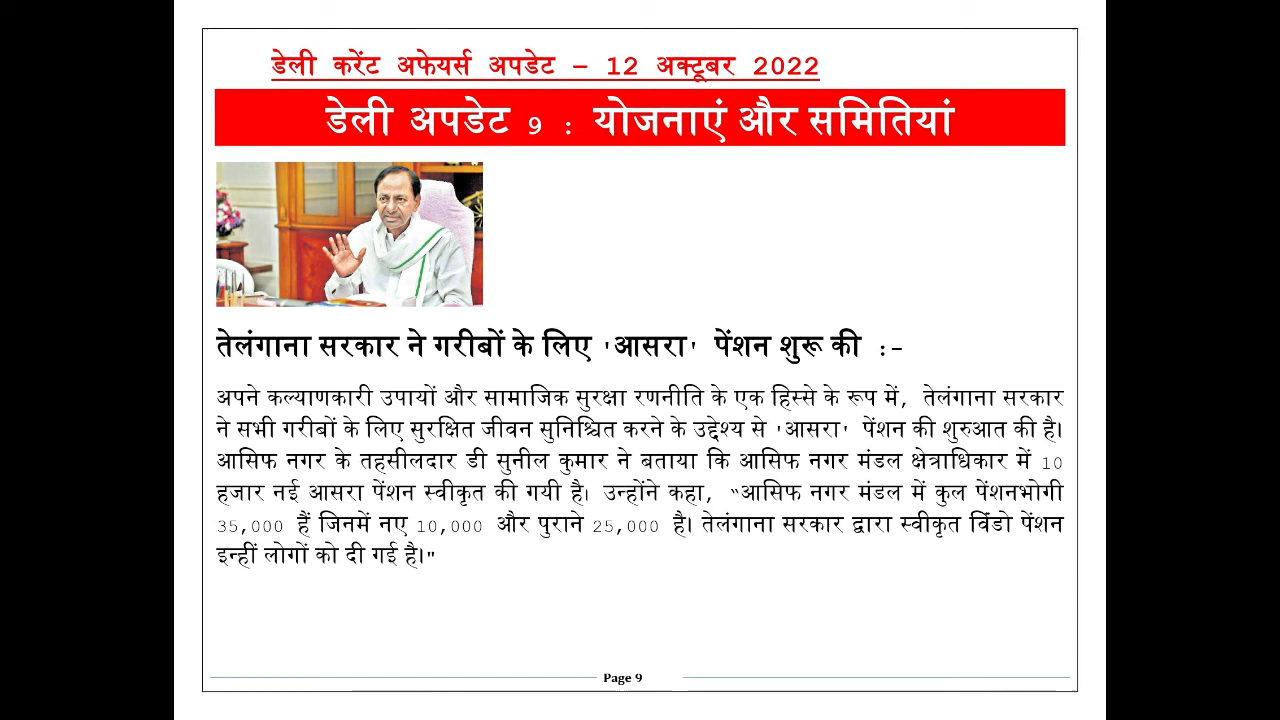 डेली करेंट अफेयर्स अपडेट – 12 अक्टूबर 2022
डेली अपडेट 9 : योजनाएं और समितियां
तेलंगाना सरकार ने गरीबों के लिए 'आसरा' पेंशन शुरू की :-
अपने कल्याणकारी उपायों और सामाजिक सुरक्षा रणनीति के एक हिस्से के रूप में, तेलंगाना सरकार
ने सभी गरीबों के लिए सुरक्षित जीवन सुनिश्चित करने के उद्देश्य से 'आसरा' पेंशन की शुरुआत की है।
आसिफ नगर के तहसीलदार डी सुनील कुमार ने बताया कि आसिफ नगर मंडल क्षेत्राधिकार में 10
हजार नई आसरा पेंशन स्वीकृत की गयी है। उन्होंने कहा, “आसिफ नगर मंडल में कुल पेंशनभोगी
35,000 हैं जिनमें नए 10,000 और पुराने 25,000 है। तेलंगाना सरकार द्वारा स्वीकृत विंडो पेंशन
इन्हीं लोगों को दी गई है।"
Page 9